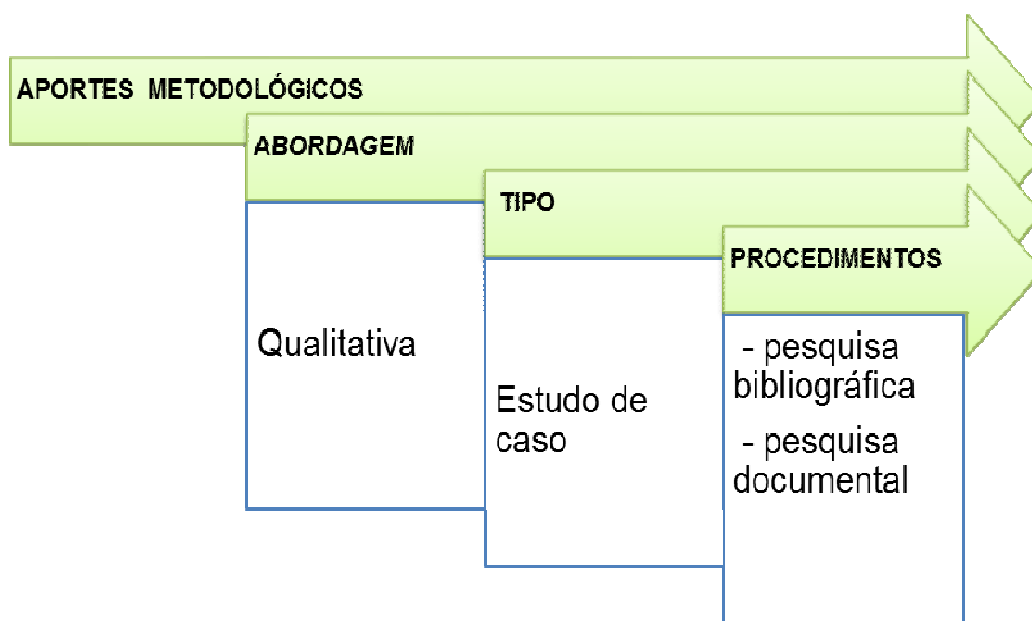 APORTES METODOLÓGICOS
ABORDAGEM
TIPO
PROCEDIMENTOS
Qualitativa
Estudo de
caso
- pesquisa
bibliográfica
- pesquisa
documental